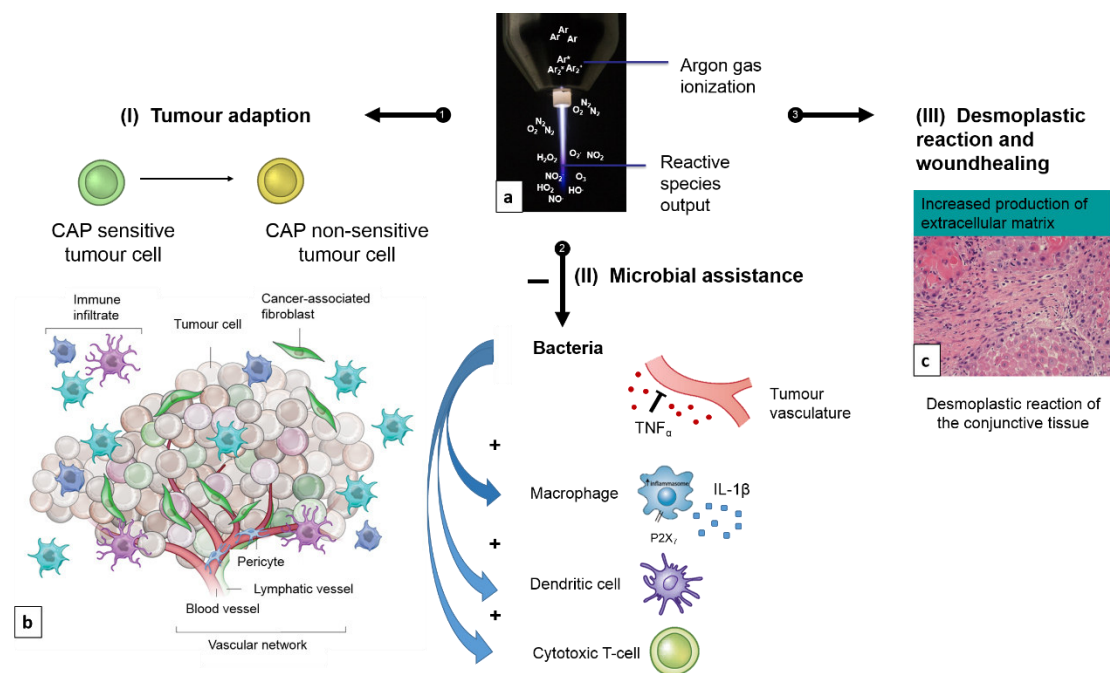 Ar
Ar Ar
Ar*
Ar₂* Ar₂⁺
N₂
O₂ N₂
N₂
O₂ N₂
H₂O₂ O₂⁻ NO₂
NO₂ O₃
HO₂ HO·
NO·
a
Argon gas
ionization
Reactive
species
output
1
(I) Tumour adaption
CAP sensitive
tumour cell
CAP non-sensitive
tumour cell
Immune
infiltrate
Tumour cell
Cancer-associated
fibroblast
Pericyte
Lymphatic vessel
Blood vessel
Vascular network
b
2
(II) Microbial assistance
Bacteria
TNFα
Tumour
vasculature
+
Macrophage
Inflammasome
IL-1β
+
Dendritic cell
+
Cytotoxic T-cell
3
(III) Desmoplastic
reaction and
woundhealing
Increased production of
extracellular matrix
c
Desmoplastic reaction of
the conjunctive tissue